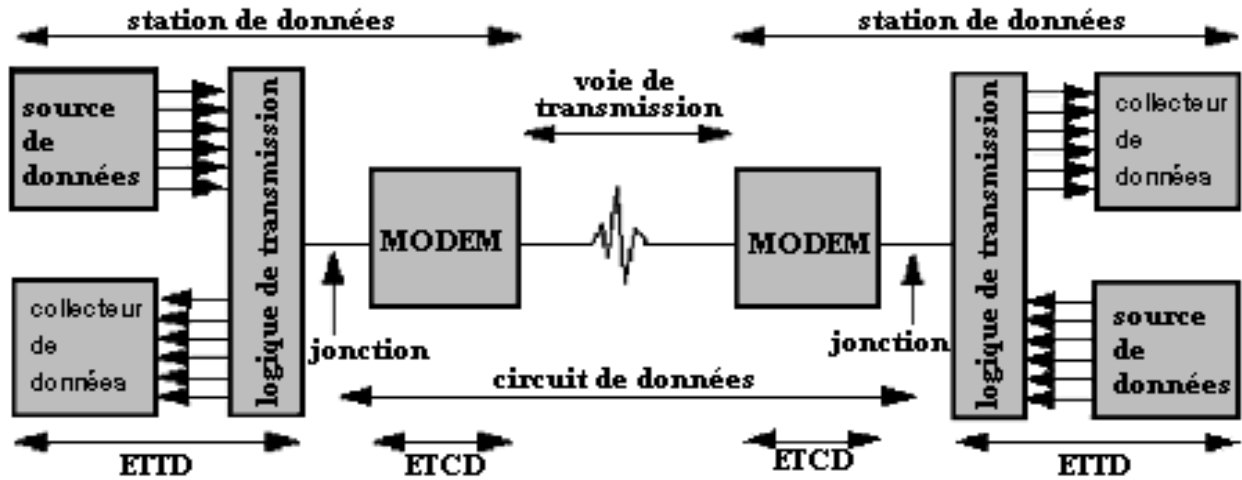 station de données
station de données
source
de
données
logique de transmission
voie de
transmission
logique de transmission
collecteur
de
données
MODEM
MODEM
collecteur
de
données
jonction
jonction
source
de
données
circuit de données
ETTD
ETCD
ETCD
ETTD